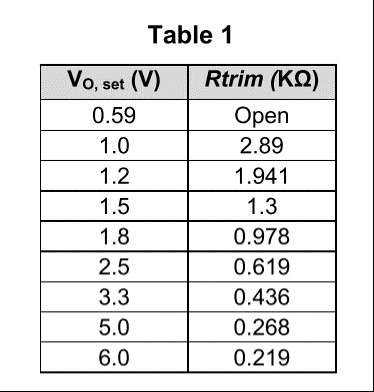 Table 1
V₀, set (V) Rtrim (KΩ)
0.59 Open
1.0 2.89
1.2 1.941
1.5 1.3
1.8 0.978
2.5 0.619
3.3 0.436
5.0 0.268
6.0 0.219